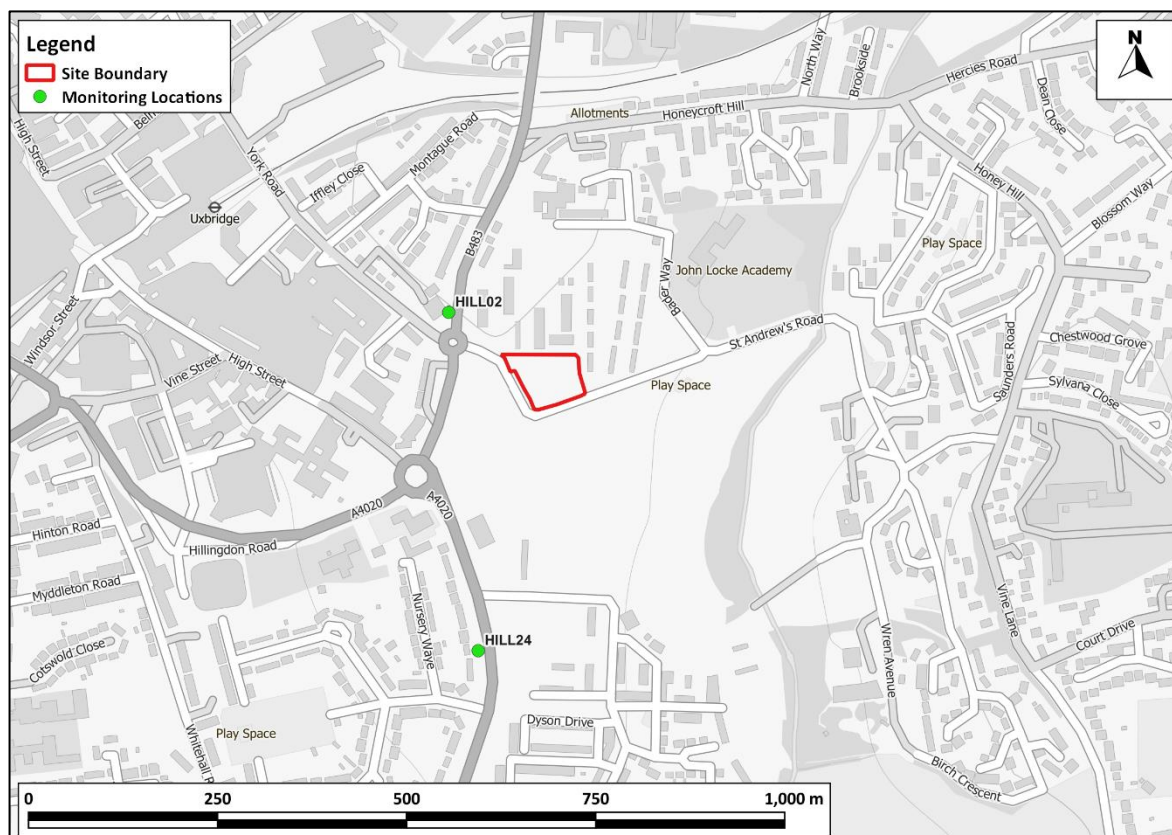 Legend
Site Boundary
Monitoring Locations
N
High Street
York Road
Iffley Close
Montague Road
Uxbridge
B483
Allotments
Honeycroft Hill
North Way
Brookside
Hercies Road
Dean Close
Honey Hill
Blossom Way
Play Space
John Locke Academy
Bader Way
St Andrew's Road
Play Space
HILL02
Windsor Street
Vine Street
High Street
Saunders Road
Chestwood Grove
Sylvana Close
A4020
A4020
Hinton Road
Hillingdon Road
Myddleton Road
Nursery Waye
HILL24
Cotswold Close
Play Space
Dyson Drive
Wren Avenue
Vine Lane
Court Drive
Birch Crescent
Whitehall
0 250 500 750 1,000 m